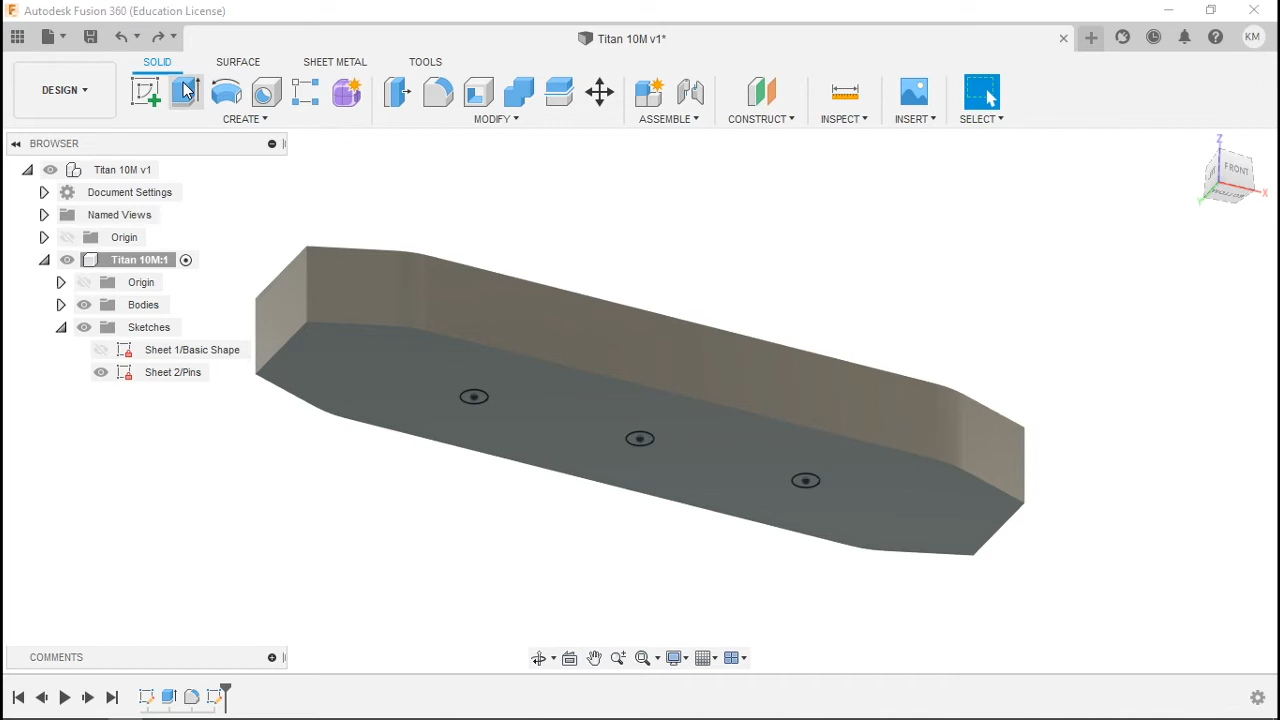 Autodesk Fusion 360 (Education License)
Titan 10M v1*
KM
SOLID SURFACE SHEET METAL TOOLS
DESIGN
CREATE MODIFY ASSEMBLE CONSTRUCT INSPECT INSERT SELECT
BROWSER
Titan 10M v1
Document Settings
Named Views
Origin
Titan 10M:1
Origin
Bodies
Sketches
Sheet 1/Basic Shape
Sheet 2/Pins
Z
FRONT
X
Y
COMMENTS